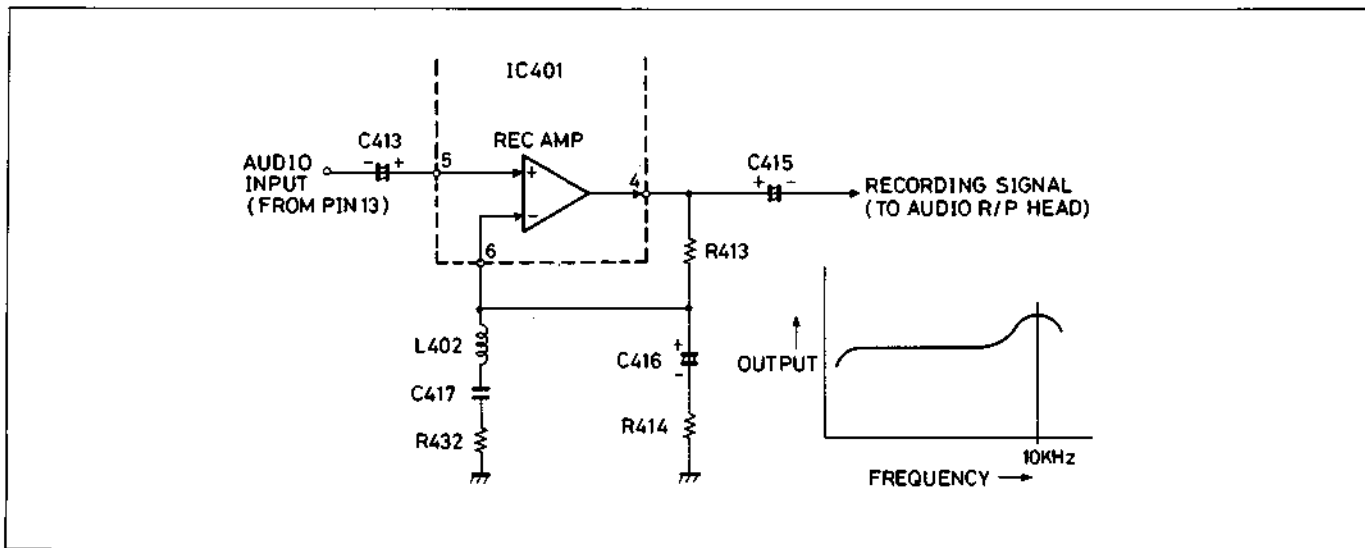 IC401
REC AMP
C413
- +
AUDIO
INPUT
(FROM PIN13)
5
+
-
4
6
C415
+ -
RECORDING SIGNAL
(TO AUDIO R/P HEAD)
R413
L402
C417
R432
+
C416
-
R414
OUTPUT
10KHz
FREQUENCY